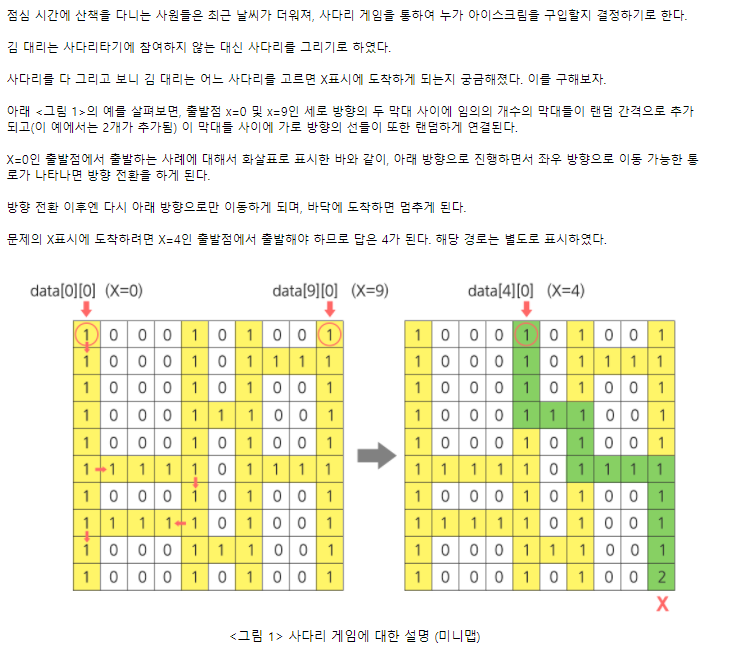 점심 시간에 산책을 다니는 사원들은 최근 날씨가 더워져, 사다리 게임을 통하여 누가 아이스크림을 구입할지 결정하기로 한다.
김 대리는 사다리타기에 참여하지 않는 대신 사다리를 그리기로 하였다.
사다리를 다 그리고 보니 김 대리는 어느 사다리를 고르면 X표시에 도착하게 되는지 궁금해졌다. 이를 구해보자.
아래 <그림 1>의 예를 살펴보면, 출발점 x=0 및 x=9인 세로 방향의 두 막대 사이에 임의의 개수의 막대들이 랜덤 간격으로 추가
되고(이 예에서는 2개가 추가됨) 이 막대들 사이에 가로 방향의 선들이 또한 랜덤하게 연결된다.
X=0인 출발점에서 출발하는 사례에 대해서 화살표로 표시한 바와 같이, 아래 방향으로 진행하면서 좌우 방향으로 이동 가능한 통
로가 나타나면 방향 전환을 하게 된다.
방향 전환 이후엔 다시 아래 방향으로만 이동하게 되며, 바닥에 도착하면 멈추게 된다.
문제의 X표시에 도착하려면 X=4인 출발점에서 출발해야 하므로 답은 4가 된다. 해당 경로는 별도로 표시하였다.
data[0][0] (X=0) data[9][0] (X=9) data[4][0] (X=4)
1 0 0 0 1 0 1 0 0 1 1 0 0 0 1 0 1 0 0 1
1 0 0 0 1 0 1 1 1 1 1 0 0 0 1 0 1 1 1 1
1 0 0 0 1 0 1 0 0 1 1 0 0 0 1 0 1 0 0 1
1 0 0 0 1 1 1 0 0 1 1 0 0 0 1 1 1 0 0 1
1 0 0 0 1 0 1 0 0 1 1 0 0 0 1 0 1 0 0 1
1 1 1 1 1 0 1 1 1 1 1 1 1 1 1 0 1 1 1 1
1 0 0 0 1 0 1 0 0 1 1 0 0 0 1 0 1 0 0 1
1 1 1 1 1 0 1 0 0 1 1 1 1 1 1 0 1 0 0 1
1 0 0 0 1 1 1 0 0 1 1 0 0 0 1 1 1 0 0 1
1 0 0 0 1 0 1 0 0 1 1 0 0 0 1 0 1 0 0 2
X
<그림 1> 사다리 게임에 대한 설명 (미니맵)